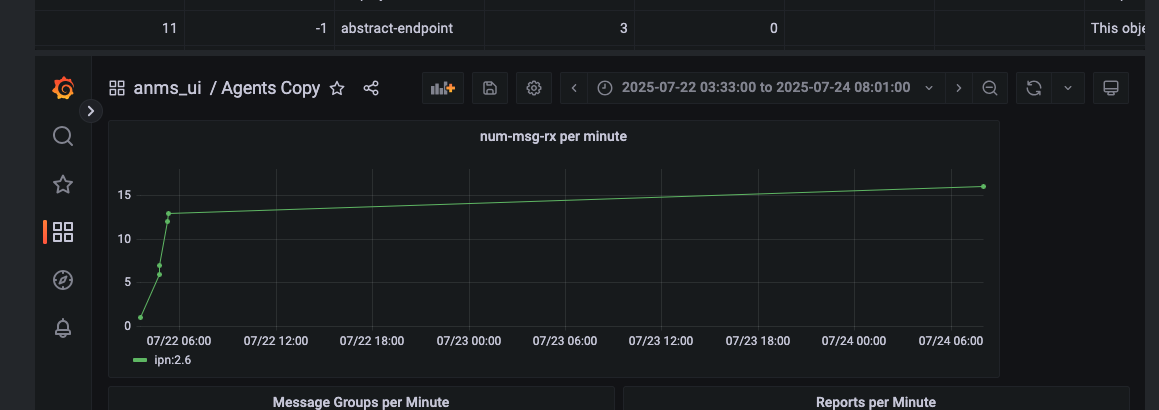 11 -1 abstract-endpoint 3 0 This obje
anms_ui / Agents Copy 2025-07-22 03:33:00 to 2025-07-24 08:01:00
num-msg-rx per minute
15
10
5
0
07/22 06:00 07/22 12:00 07/22 18:00 07/23 00:00 07/23 06:00 07/23 12:00 07/23 18:00 07/24 00:00 07/24 06:00
ipn:2.6
Message Groups per Minute Reports per Minute